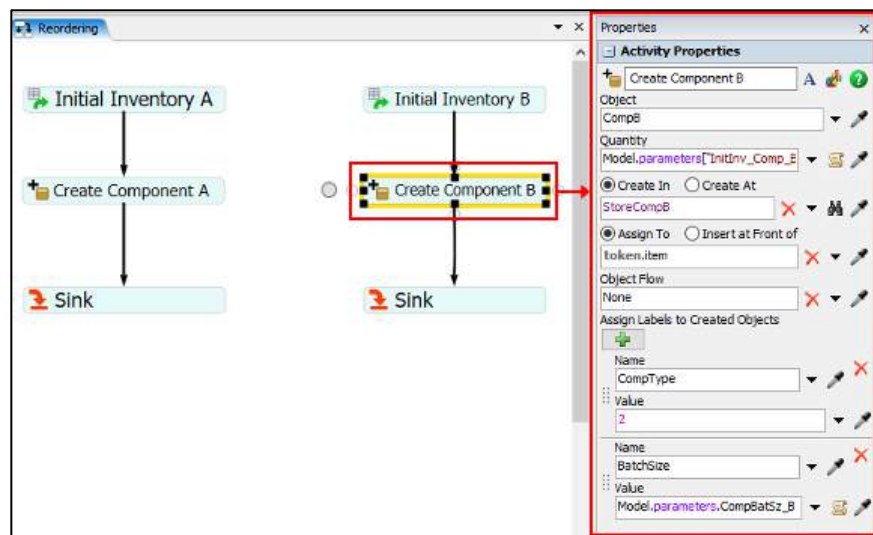 Reordering
Initial Inventory A
Initial Inventory B
Create Component A
Create Component B
Sink
Sink
Properties
Activity Properties
Create Component B
A
Object
CompB
Quantity
Model.parameters["InitInv_Comp_E
Create In Create At
StoreCompB
Assign To Insert at Front of
token.item
Object Flow
None
Assign Labels to Created Objects
Name
CompType
Value
2
Name
BatchSize
Value
Model.parameters.CompBatSz_B